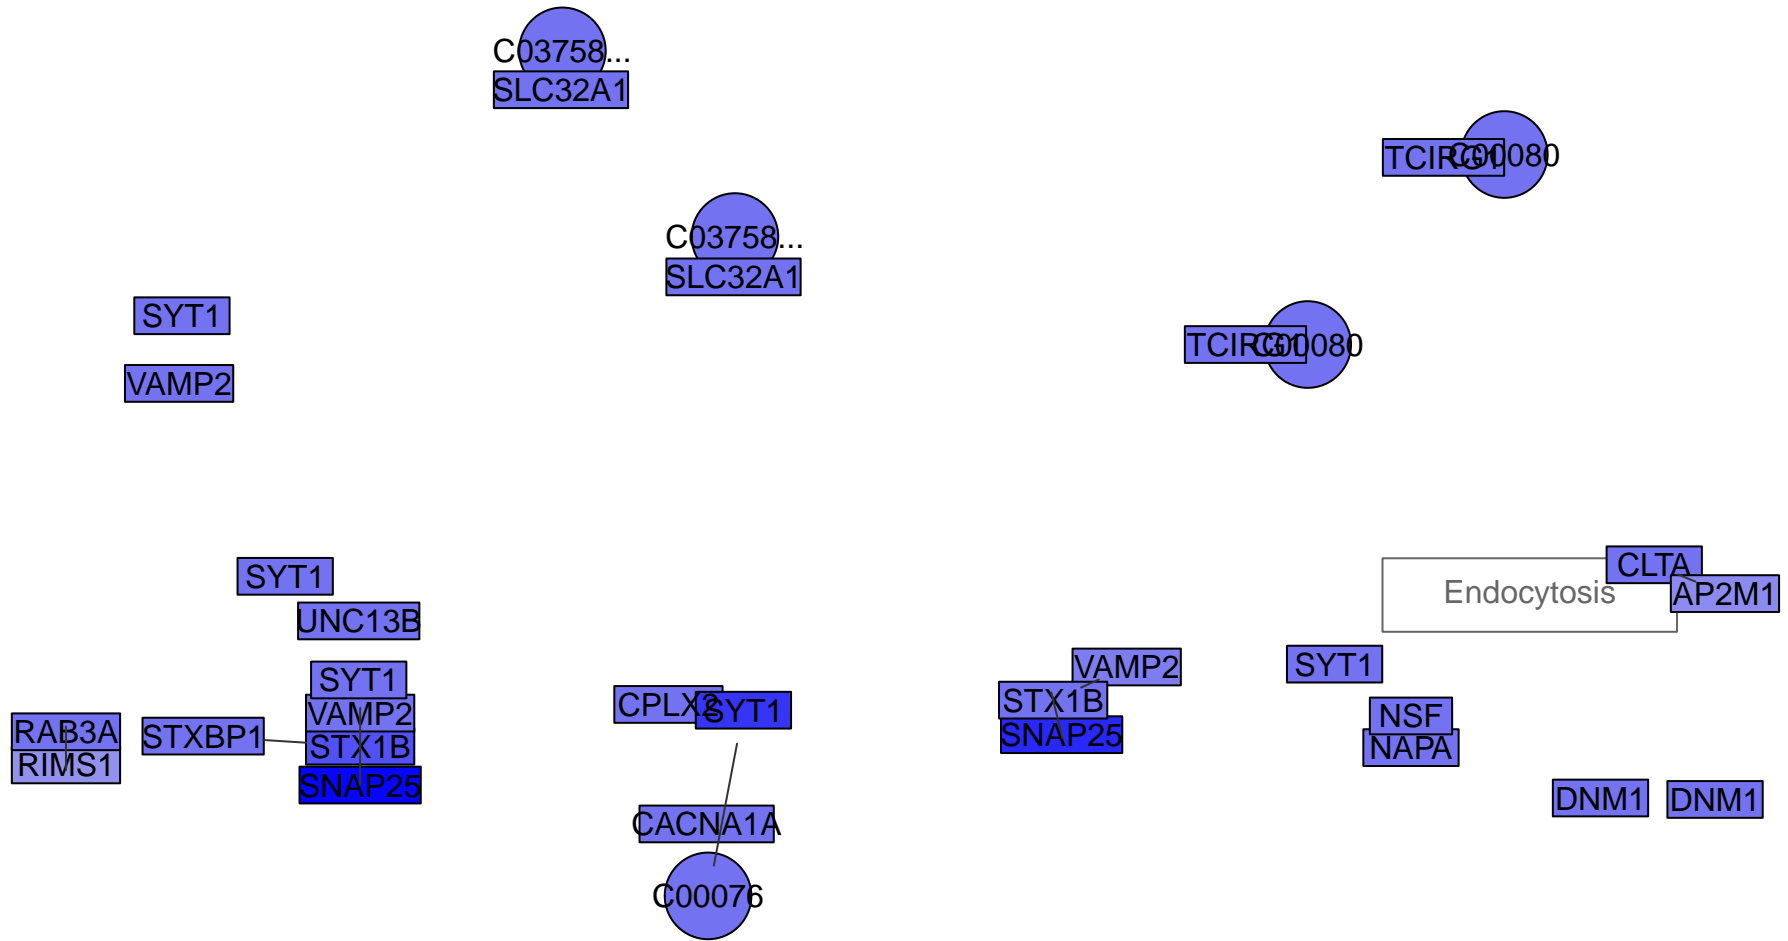 C03758...
SLC32A1
TCIRG1
C00080
C03758...
SLC32A1
SYT1
TCIRG1
C00080
VAMP2
SYT1
CLTA
Endocytosis
AP2M1
UNC13B
SYT1
VAMP2
SYT1
CPLX2
SYT1
STX1B
SNAP25
VAMP2
STX1B
SNAP25
NSF
NAPA
RAB3A
RIMS1
STXBP1
DNM1
DNM1
CACNA1A
C00076